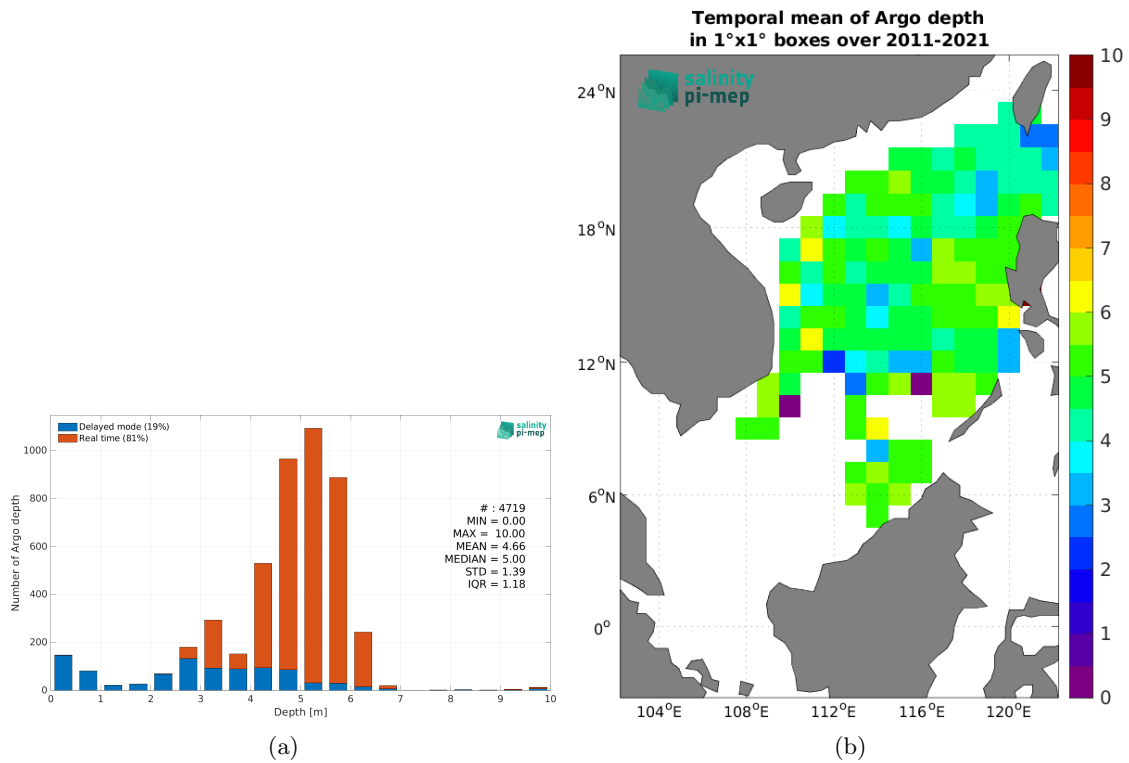 Delayed mode (19%)
Real time (81%)
salinity
pi-mep
# : 4719
MIN = 0.00
MAX = 10.00
MEAN = 4.66
MEDIAN = 5.00
STD = 1.39
IQR = 1.18
Number of Argo depth
1000
800
600
400
200
0
0 1 2 3 4 5 6 7 8 9 10
Depth [m]
(a)
Temporal mean of Argo depth
in 1°x1° boxes over 2011-2021
salinity
pi-mep
24°N
18°N
12°N
6°N
0°
104°E 108°E 112°E 116°E 120°E
10
9
8
7
6
5
4
3
2
1
0
(b)